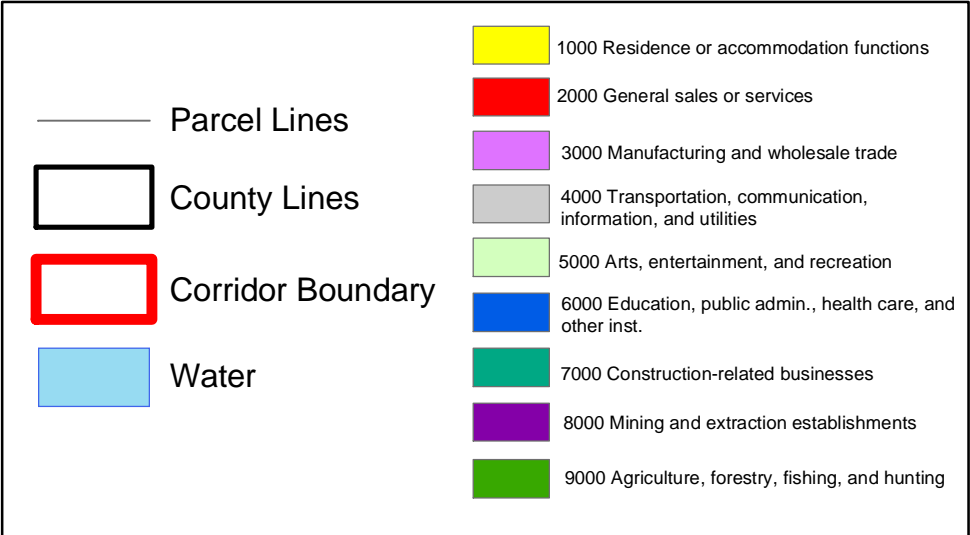 Parcel Lines
County Lines
Corridor Boundary
Water
1000 Residence or accommodation functions
2000 General sales or services
3000 Manufacturing and wholesale trade
4000 Transportation, communication,
information, and utilities
5000 Arts, entertainment, and recreation
6000 Education, public admin., health care, and
other inst.
7000 Construction-related businesses
8000 Mining and extraction establishments
9000 Agriculture, forestry, fishing, and hunting